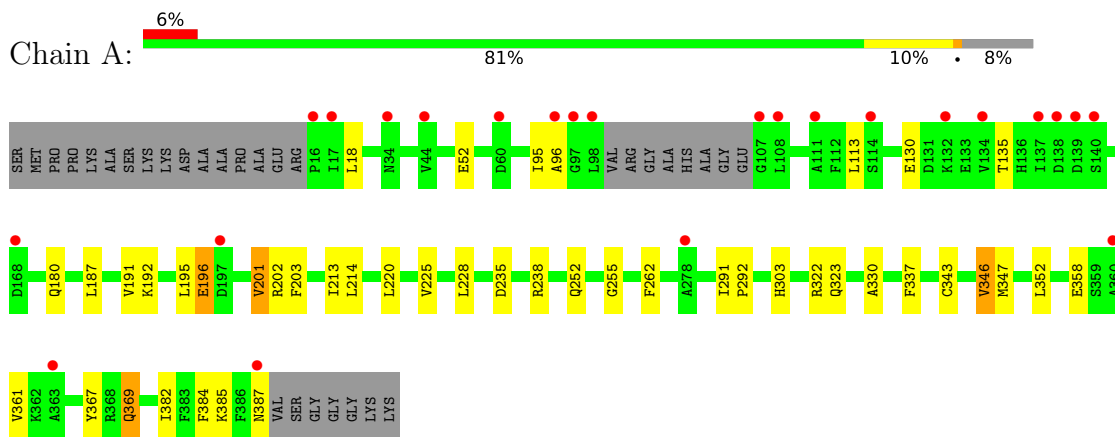 6%
Chain A:
81% 10% • 8%
SER MET PRO PRO LYS ALA SER LYS LYS ASP ALA ALA PRO ALA GLU ARG P16 I17 L18 N34 V44 E52 D60 I95 A96 G97 L98 VAL ARG GLY ALA HIS ALA GLY GLU G107 L108 A111 F112 L113 S114 E130 D131 K132 E133 V134 T135 H136 I137 D138 D139 S140
D168 Q180 L187 V191 K192 L195 E196 D197 V201 R202 F203 I213 L214 L220 V225 L228 D235 R238 Q252 G255 F262 A278 I291 P292 H303 R322 Q323 A330 F337 C343 V346 M347 L352 E358 S359 A360
V361 K362 A363 Y367 R368 Q369 I382 F383 F384 K385 F386 N387 VAL SER GLY GLY GLY LYS LYS